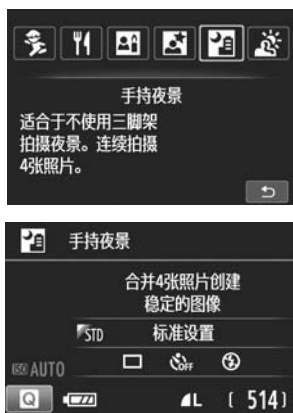 手持夜景
适合于不使用三脚架
拍摄夜景。连续拍摄
4张照片。
手持夜景
合并4张照片创建
稳定的图像
STD 标准设置
ISO AUTO OFF
Q L [ 514]